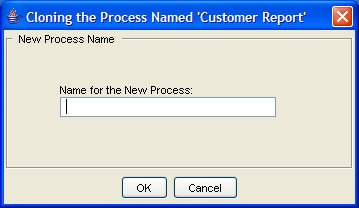 Cloning the Process Named 'Customer Report'
New Process Name
Name for the New Process:
OK Cancel